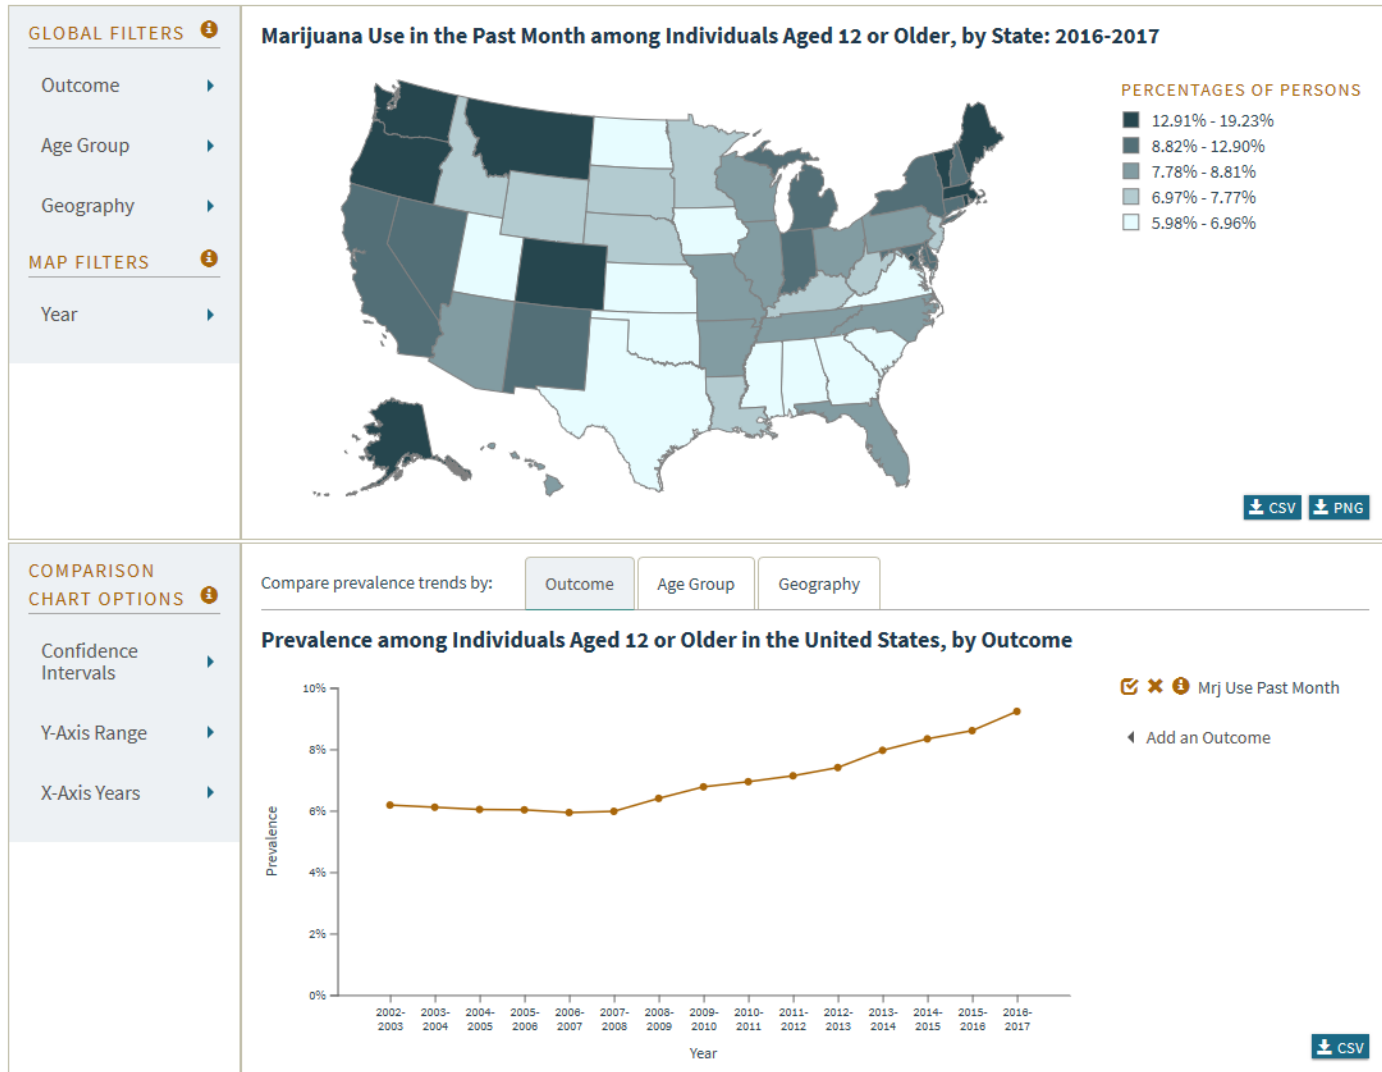 GLOBAL FILTERS
Outcome
Age Group
Geography
MAP FILTERS
Year
Marijuana Use in the Past Month among Individuals Aged 12 or Older, by State: 2016-2017
PERCENTAGES OF PERSONS
12.91% - 19.23%
8.82% - 12.90%
7.78% - 8.81%
6.97% - 7.77%
5.98% - 6.96%
CSV PNG
COMPARISON
CHART OPTIONS
Confidence
Intervals
Y-Axis Range
X-Axis Years
Compare prevalence trends by: Outcome Age Group Geography
Prevalence among Individuals Aged 12 or Older in the United States, by Outcome
Mrj Use Past Month
Add an Outcome
10%
8%
6%
4%
2%
0%
Prevalence
2002- 2003- 2004- 2005- 2006- 2007- 2008- 2009- 2010- 2011- 2012- 2013- 2014- 2015- 2016-
2003 2004 2005 2006 2007 2008 2009 2010 2011 2012 2013 2014 2015 2016 2017
Year
CSV